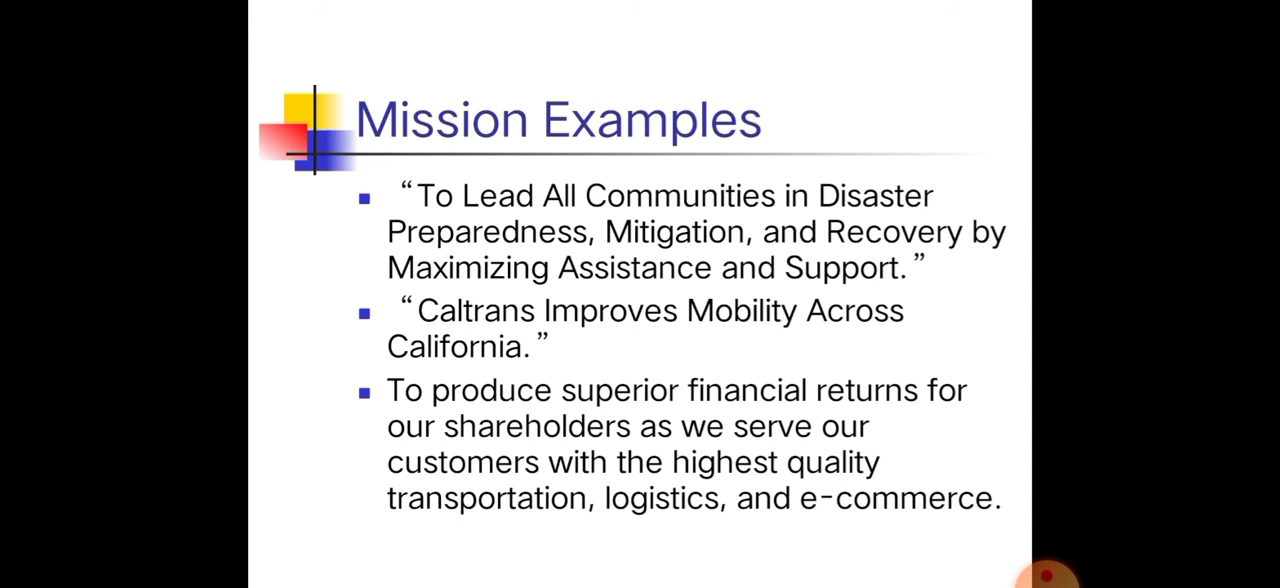 Mission Examples
“To Lead All Communities in Disaster
Preparedness, Mitigation, and Recovery by
Maximizing Assistance and Support.”
“Caltrans Improves Mobility Across
California.”
To produce superior financial returns for
our shareholders as we serve our
customers with the highest quality
transportation, logistics, and e-commerce.